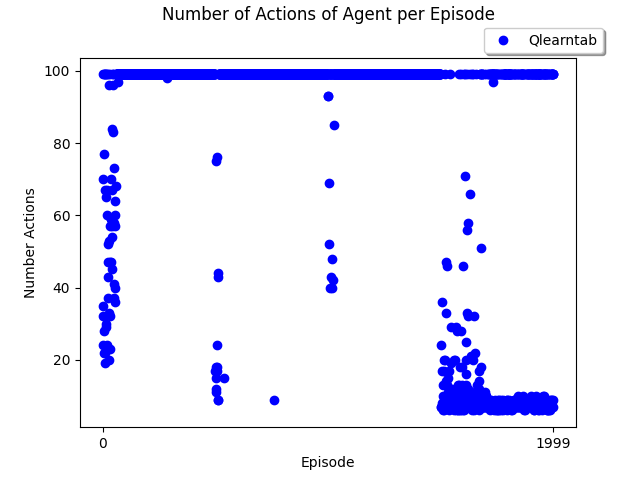 Number of Actions of Agent per Episode
Qlearntab
100
80
60
40
20
Number Actions
0
1999
Episode